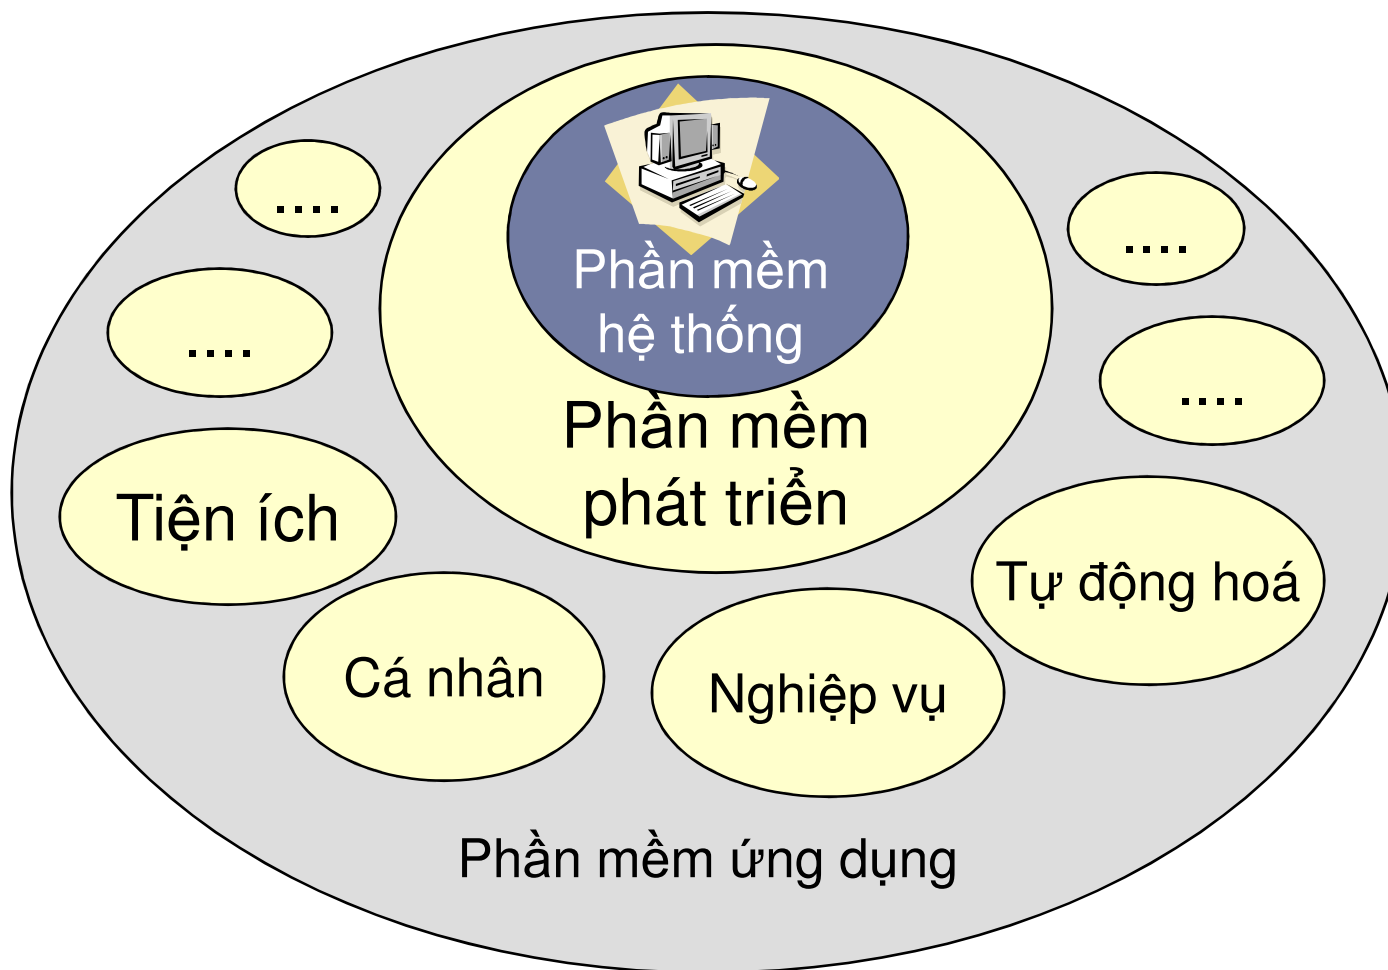 ....
....
Phần mềm
hệ thống
....
....
Phần mềm
phát triển
Tiện ích
Tự động hoá
Cá nhân
Nghiệp vụ
Phần mềm ứng dụng